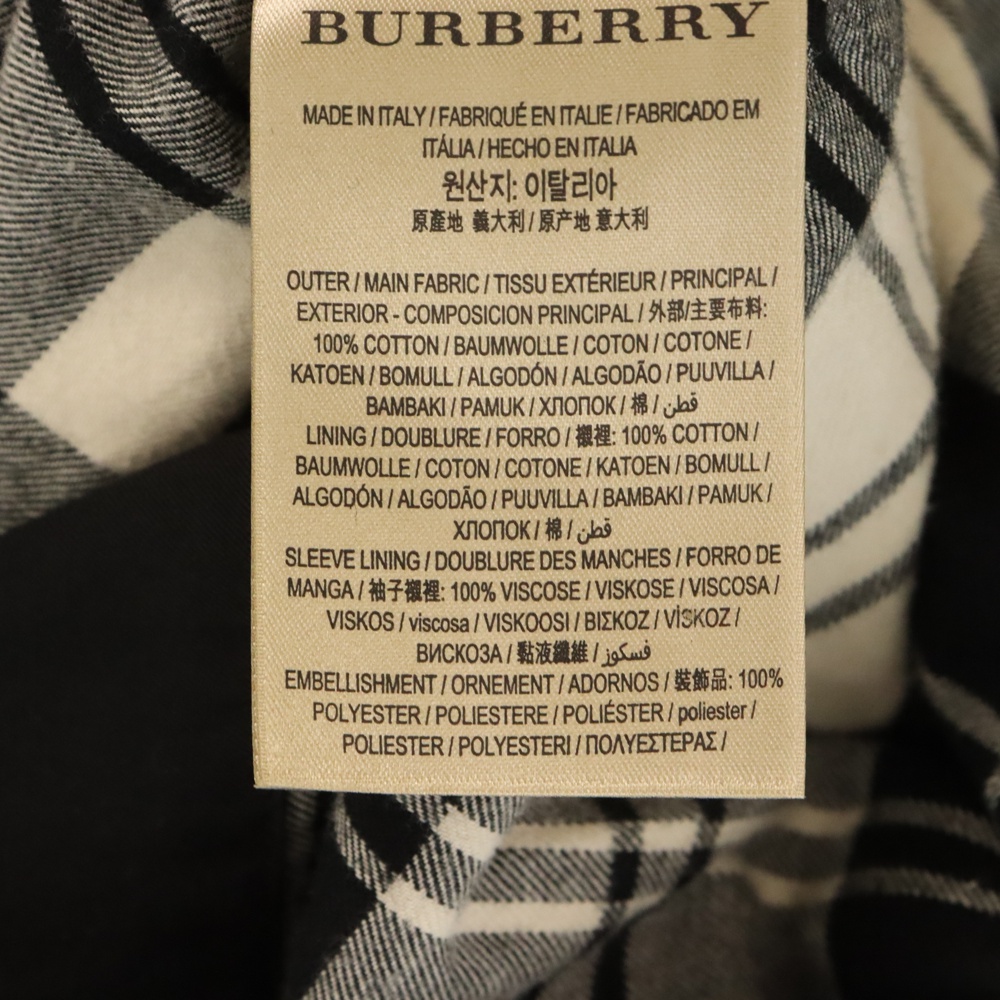 BURBERRY
MADE IN ITALY / FABRIQUÉ EN ITALIE / FABRICADO EM
ITÁLIA / HECHO EN ITALIA
원산지: 이탈리아
原產地 義大利 / 原产地 意大利
OUTER / MAIN FABRIC / TISSU EXTÉRIEUR / PRINCIPAL /
EXTERIOR - COMPOSICION PRINCIPAL / 外部/主要布料:
100% COTTON / BAUMWOLLE / COTON / COTONE /
KATOEN / BOMULL / ALGODÓN / ALGODÃO / PUUVILLA /
BAMBAKI / PAMUK / ХЛОПОК / 棉 / قطن
LINING / DOUBLURE / FORRO / 襯裡: 100% COTTON /
BAUMWOLLE / COTON / COTONE / KATOEN / BOMULL /
ALGODÓN / ALGODÃO / PUUVILLA / BAMBAKI / PAMUK /
ХЛОПОК / 棉 / قطن
SLEEVE LINING / DOUBLURE DES MANCHES / FORRO DE
MANGA / 袖子襯裡: 100% VISCOSE / VISKOSE / VISCOSA /
VISKOS / viscosa / VISKOOSI / ΒΙΣΚΟΖ / VİSKOZ /
ВИСКОЗА / 黏液纖維 / فسكوز
EMBELLISHMENT / ORNEMENT / ADORNOS / 裝飾品: 100%
POLYESTER / POLIESTERE / POLIÉSTER / poliester /
POLIESTER / POLYESTERI / ΠΟΛΥΕΣΤΕΡΑΣ /